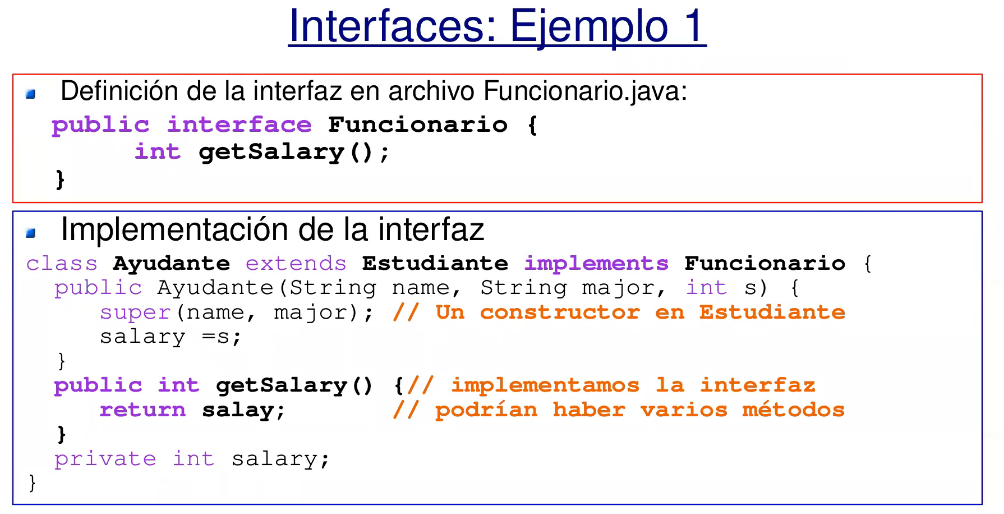 Interfaces: Ejemplo 1
Definición de la interfaz en archivo Funcionario.java:
public interface Funcionario {
int getSalary();
}
Implementación de la interfaz
class Ayudante extends Estudiante implements Funcionario {
public Ayudante(String name, String major, int s) {
super(name, major); // Un constructor en Estudiante
salary =s;
}
public int getSalary() {// implementamos la interfaz
return salay; // podrían haber varios métodos
}
private int salary;
}